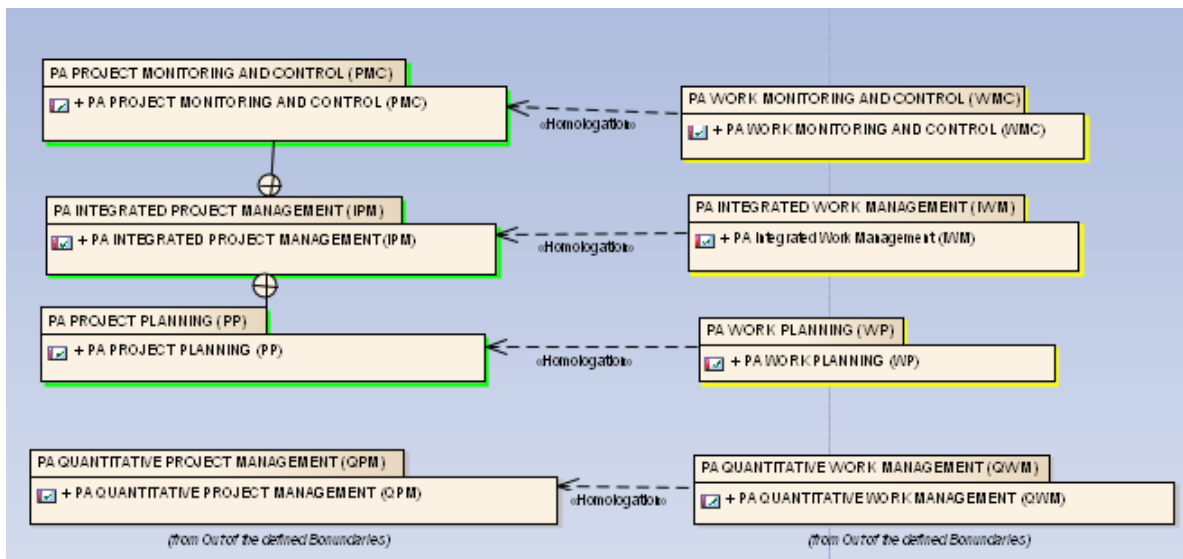 PA PROJECT MONITORING AND CONTROL (PMC)
+ PA PROJECT MONITORING AND CONTROL (PMC)
«Homologation»
PA WORK MONITORING AND CONTROL (WMC)
+ PA WORK MONITORING AND CONTROL (WMC)
PA INTEGRATED PROJECT MANAGEMENT (IPM)
+ PA INTEGRATED PROJECT MANAGEMENT(IPM)
«Homologation»
PA INTEGRATED WORK MANAGEMENT (IWM)
+ PA Integrated Work Management (IWM)
PA PROJECT PLANNING (PP)
+ PA PROJECT PLANNING (PP)
«Homologation»
PA WORK PLANNING (WP)
+ PA WORK PLANNING (WP)
PA QUANTITATIVE PROJECT MANAGEMENT (QPM)
+ PA QUANTITATIVE PROJECT MANAGEMENT (QPM)
(from Out of the defined Bonundaries)
«Homologation»
PA QUANTITATIVE WORK MANAGEMENT (QWM)
+ PA QUANTITATIVE WORK MANAGEMENT (QWM)
(from Out of the defined Bonundaries)